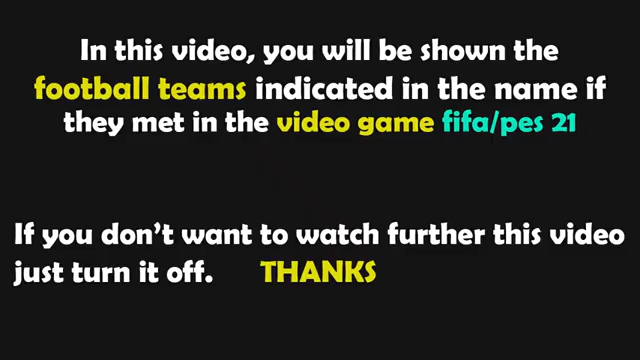 In this video, you will be shown the
football teams indicated in the name if
they met in the video game fifa/pes 21
If you don't want to watch further this video
just turn it off. THANKS